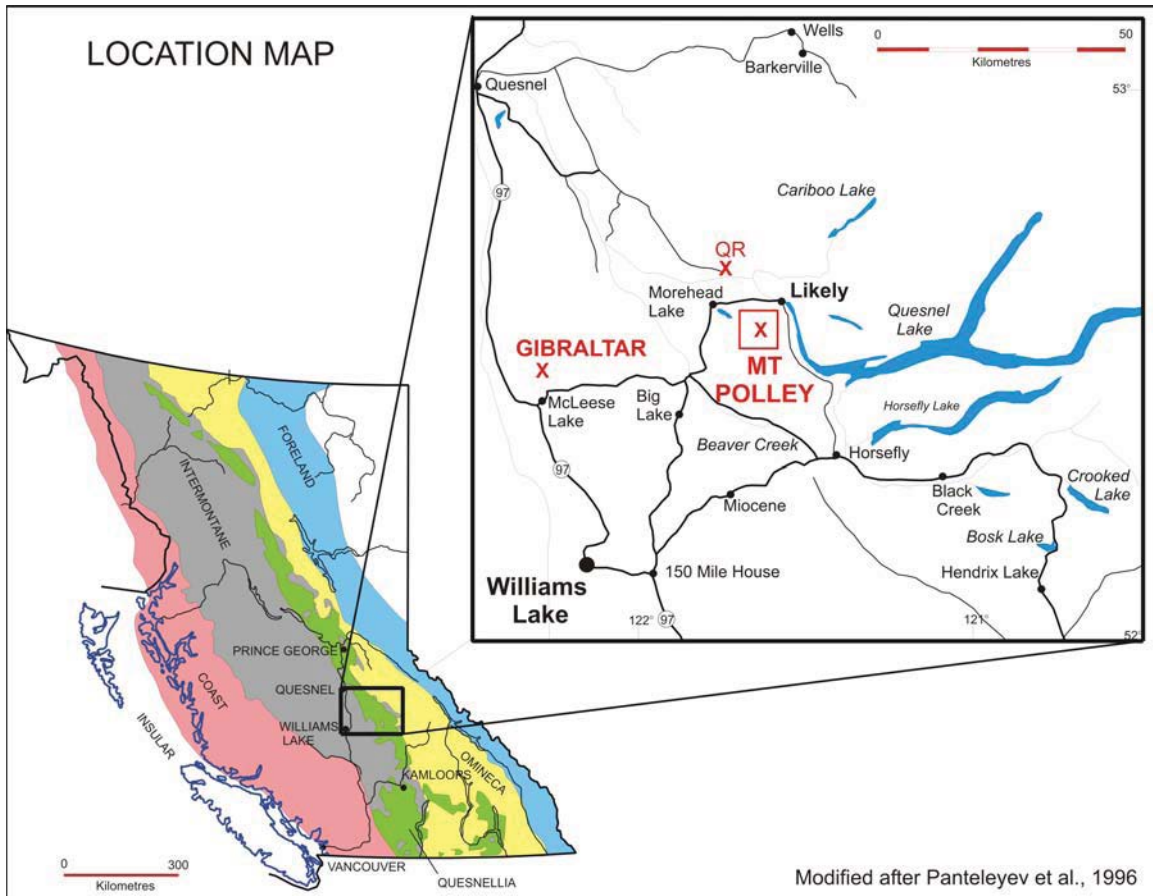 LOCATION MAP
Wells
Barkerville
0
50
Kilometres
Quesnel
53°
97
Cariboo Lake
QR
X
Morehead
Lake
Likely
Quesnel
Lake
X
MT
POLLEY
GIBRALTAR
X
McLeese
Lake
Big
Lake
Horsefly Lake
Beaver Creek
Horsefly
97
Miocene
Black
Creek
Crooked
Lake
Bosk Lake
Hendrix Lake
150 Mile House
Williams
Lake
122°
97
121°
52°
FORELAND
INTERMONTANE
PRINCE GEORGE
QUESNEL
WILLIAMS
LAKE
COAST
INSULAR
OMINECA
KAMLOOPS
0
300
Kilometres
VANCOUVER
QUESNELLIA
Modified after Panteleyev et al., 1996